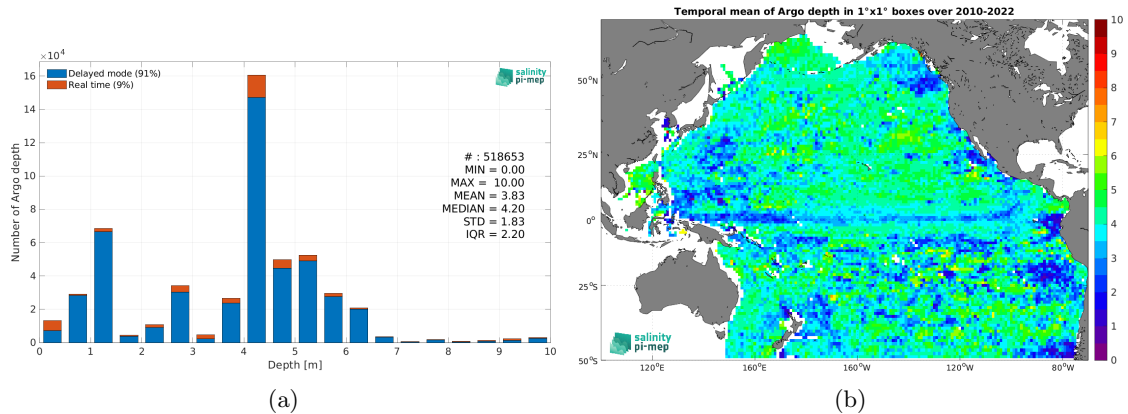 ×10⁴
Delayed mode (91%)
Real time (9%)
salinity
pi-mep
16
14
12
10
8
6
4
2
0
Number of Argo depth
# : 518653
MIN = 0.00
MAX = 10.00
MEAN = 3.83
MEDIAN = 4.20
STD = 1.83
IQR = 2.20
0 1 2 3 4 5 6 7 8 9 10
Depth [m]
(a)
Temporal mean of Argo depth in 1°x1° boxes over 2010-2022
50°N
25°N
0°
25°S
50°S
120°E 160°E 160°W 120°W 80°W
salinity
pi-mep
10
9
8
7
6
5
4
3
2
1
0
(b)